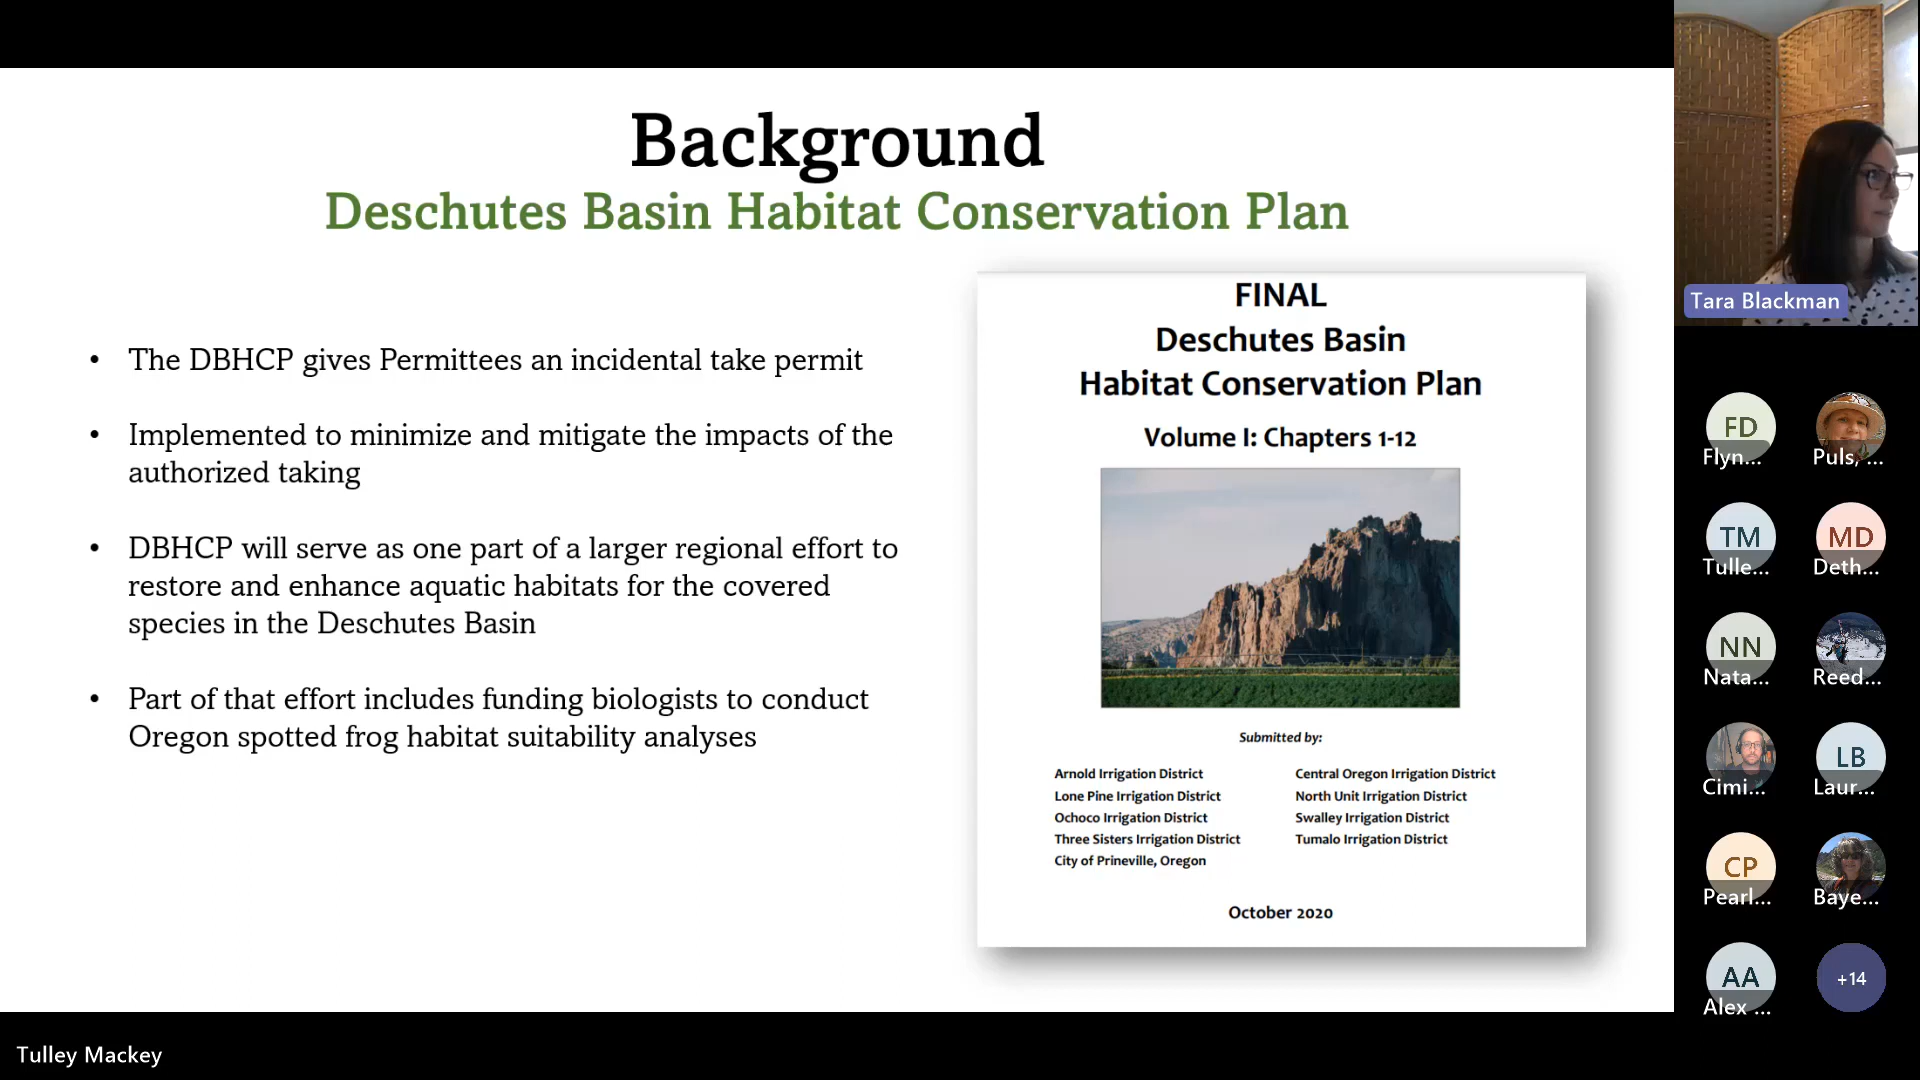 Background
Deschutes Basin Habitat Conservation Plan
• The DBHCP gives Permittees an incidental take permit
• Implemented to minimize and mitigate the impacts of the
authorized taking
• DBHCP will serve as one part of a larger regional effort to
restore and enhance aquatic habitats for the covered
species in the Deschutes Basin
• Part of that effort includes funding biologists to conduct
Oregon spotted frog habitat suitability analyses
FINAL
Deschutes Basin
Habitat Conservation Plan
Volume I: Chapters 1-12
Submitted by:
Arnold Irrigation District
Lone Pine Irrigation District
Ochoco Irrigation District
Three Sisters Irrigation District
City of Prineville, Oregon
Central Oregon Irrigation District
North Unit Irrigation District
Swalley Irrigation District
Tumalo Irrigation District
October 2020
Tara Blackman
FD
Flyn...
Puls, ...
TM
Tulle...
MD
Deth...
NN
Nata...
Reed...
Cimi...
LB
Laur...
CP
Pearl...
Baye...
AA
Alex ...
+14
Tulley Mackey